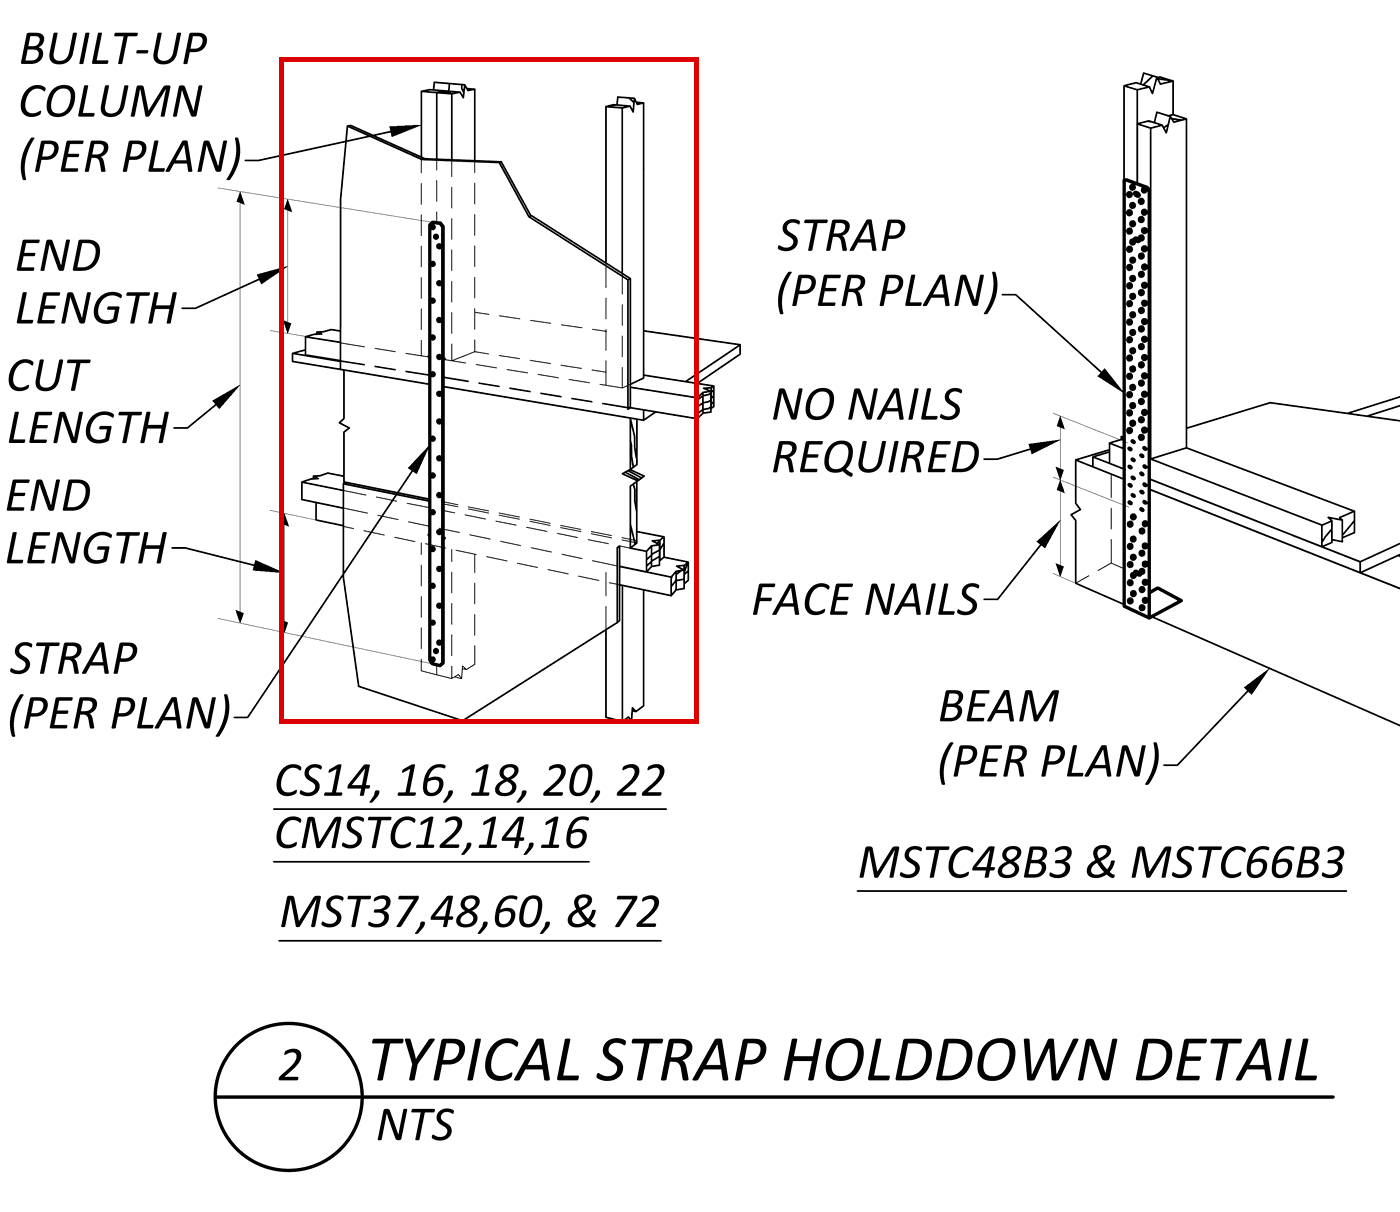 BUILT-UP
COLUMN
(PER PLAN)
END
LENGTH
CUT
LENGTH
END
LENGTH
STRAP
(PER PLAN)
CS14, 16, 18, 20, 22
CMSTC12,14,16
MST37,48,60, & 72
STRAP
(PER PLAN)
NO NAILS
REQUIRED
FACE NAILS
BEAM
(PER PLAN)
MSTC48B3 & MSTC66B3
2
TYPICAL STRAP HOLDDOWN DETAIL
NTS